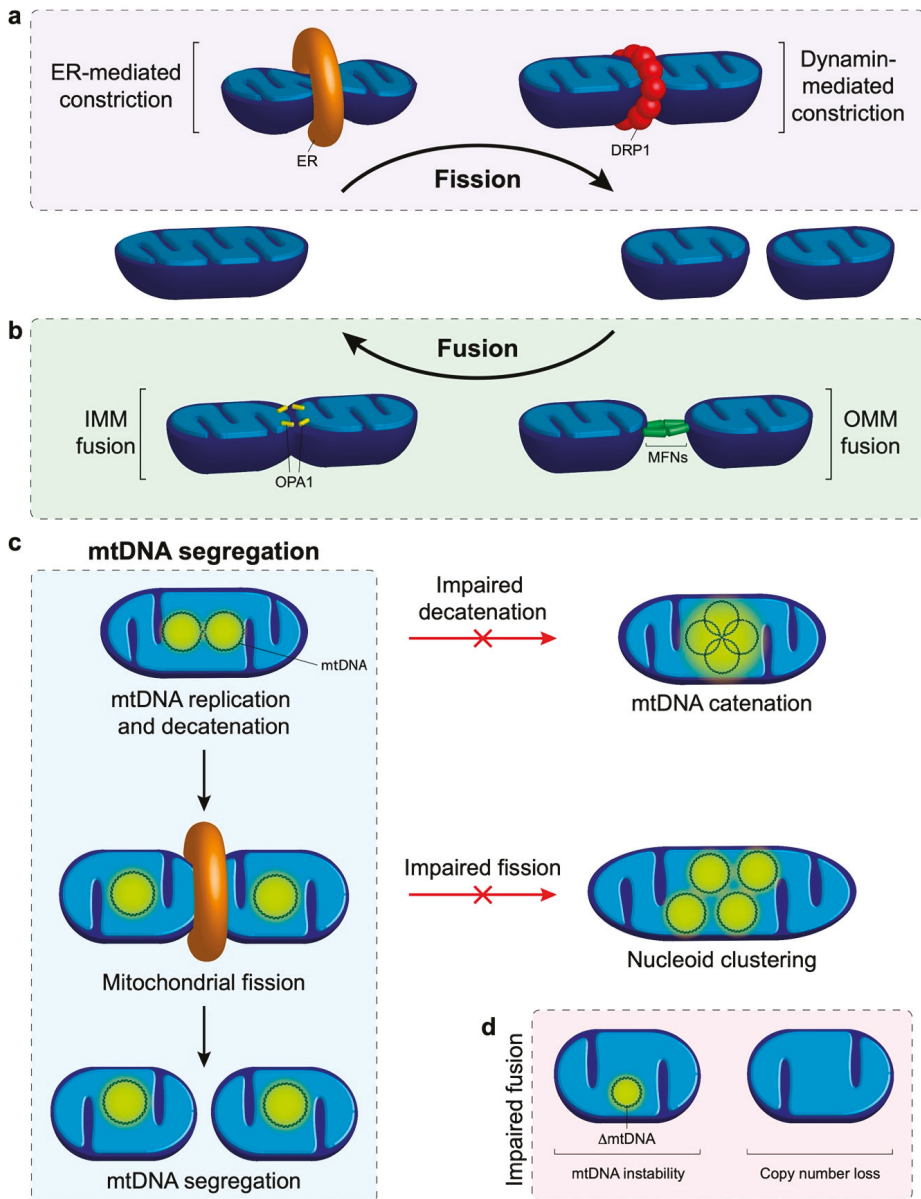 a
ER-mediated
constriction
ER
DRP1
Dynamin-
mediated
constriction
Fission
b
Fusion
IMM
fusion
OPA1
MFNs
OMM
fusion
c
mtDNA segregation
mtDNA
mtDNA replication
and decatenation
Impaired
decatenation
mtDNA catenation
Mitochondrial fission
Impaired fission
Nucleoid clustering
mtDNA segregation
d
Impaired fusion
ΔmtDNA
mtDNA instability
Copy number loss